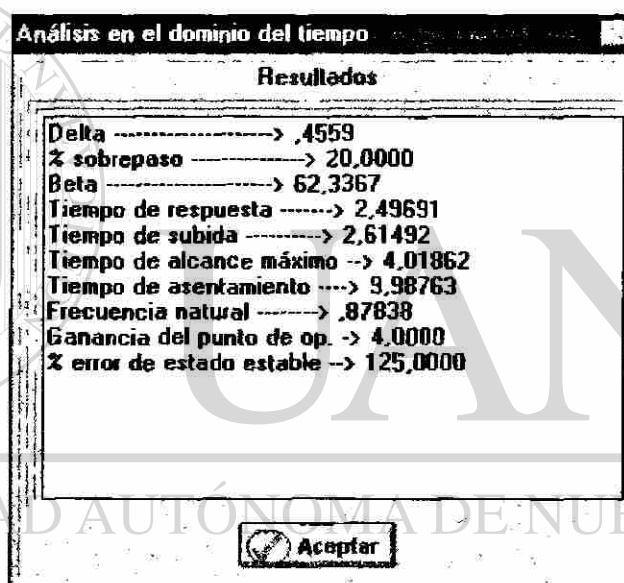 Análisis en el dominio del tiempo
Resultados
Delta --------------------> ,4559
% sobrepaso ---------------> 20,0000
Beta ---------------------> 62,3367
Tiempo de respuesta -------> 2,49691
Tiempo de subida ----------> 2,61492
Tiempo de alcance máximo --> 4,01862
Tiempo de asentamiento ----> 9,98763
Frecuencia natural --------> ,87838
Ganancia del punto de op. -> 4,0000
% error de estado estable --> 125,0000
UAN
AD AUTÓNOMA DE NUE
Aceptar